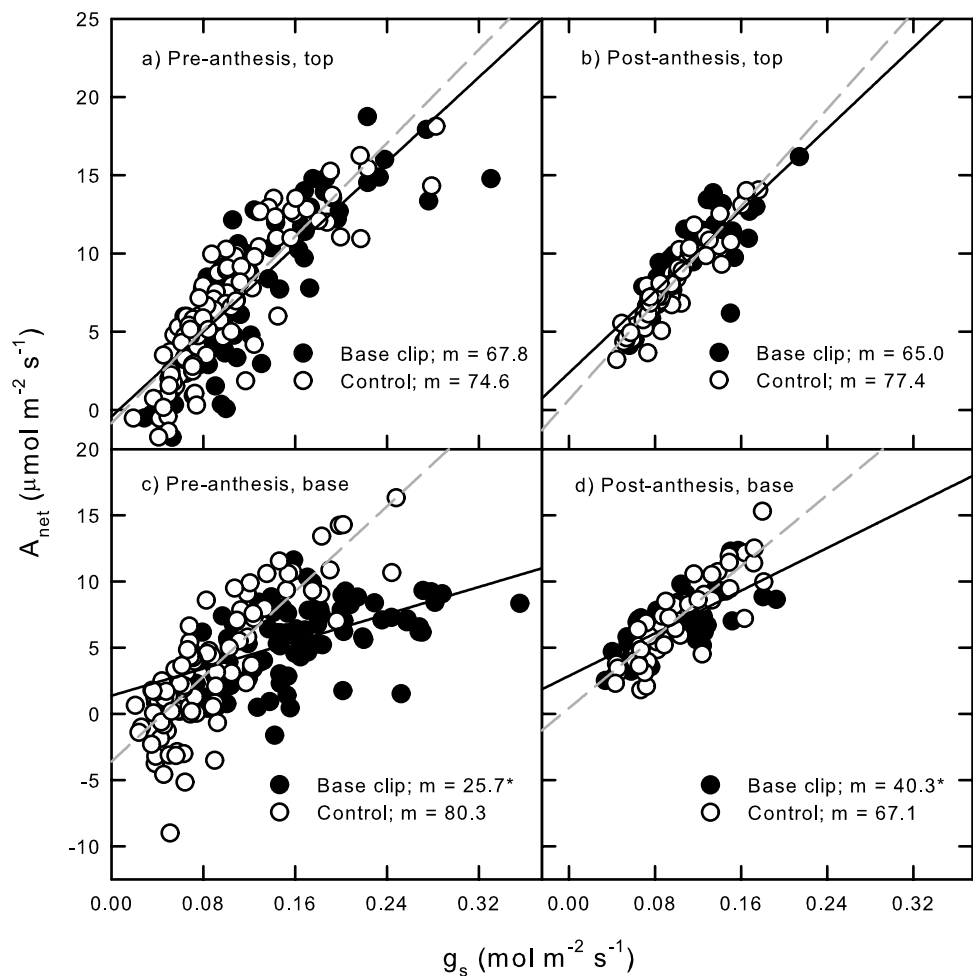 25
20
15
10
5
0
a) Pre-anthesis, top
Base clip; m = 67.8
Control; m = 74.6
b) Post-anthesis, top
Base clip; m = 65.0
Control; m = 77.4
A_net (μmol m⁻² s⁻¹)
20
15
10
5
0
-5
-10
c) Pre-anthesis, base
Base clip; m = 25.7*
Control; m = 80.3
d) Post-anthesis, base
Base clip; m = 40.3*
Control; m = 67.1
0.00 0.08 0.16 0.24 0.32 0.00 0.08 0.16 0.24 0.32
g_s (mol m⁻² s⁻¹)